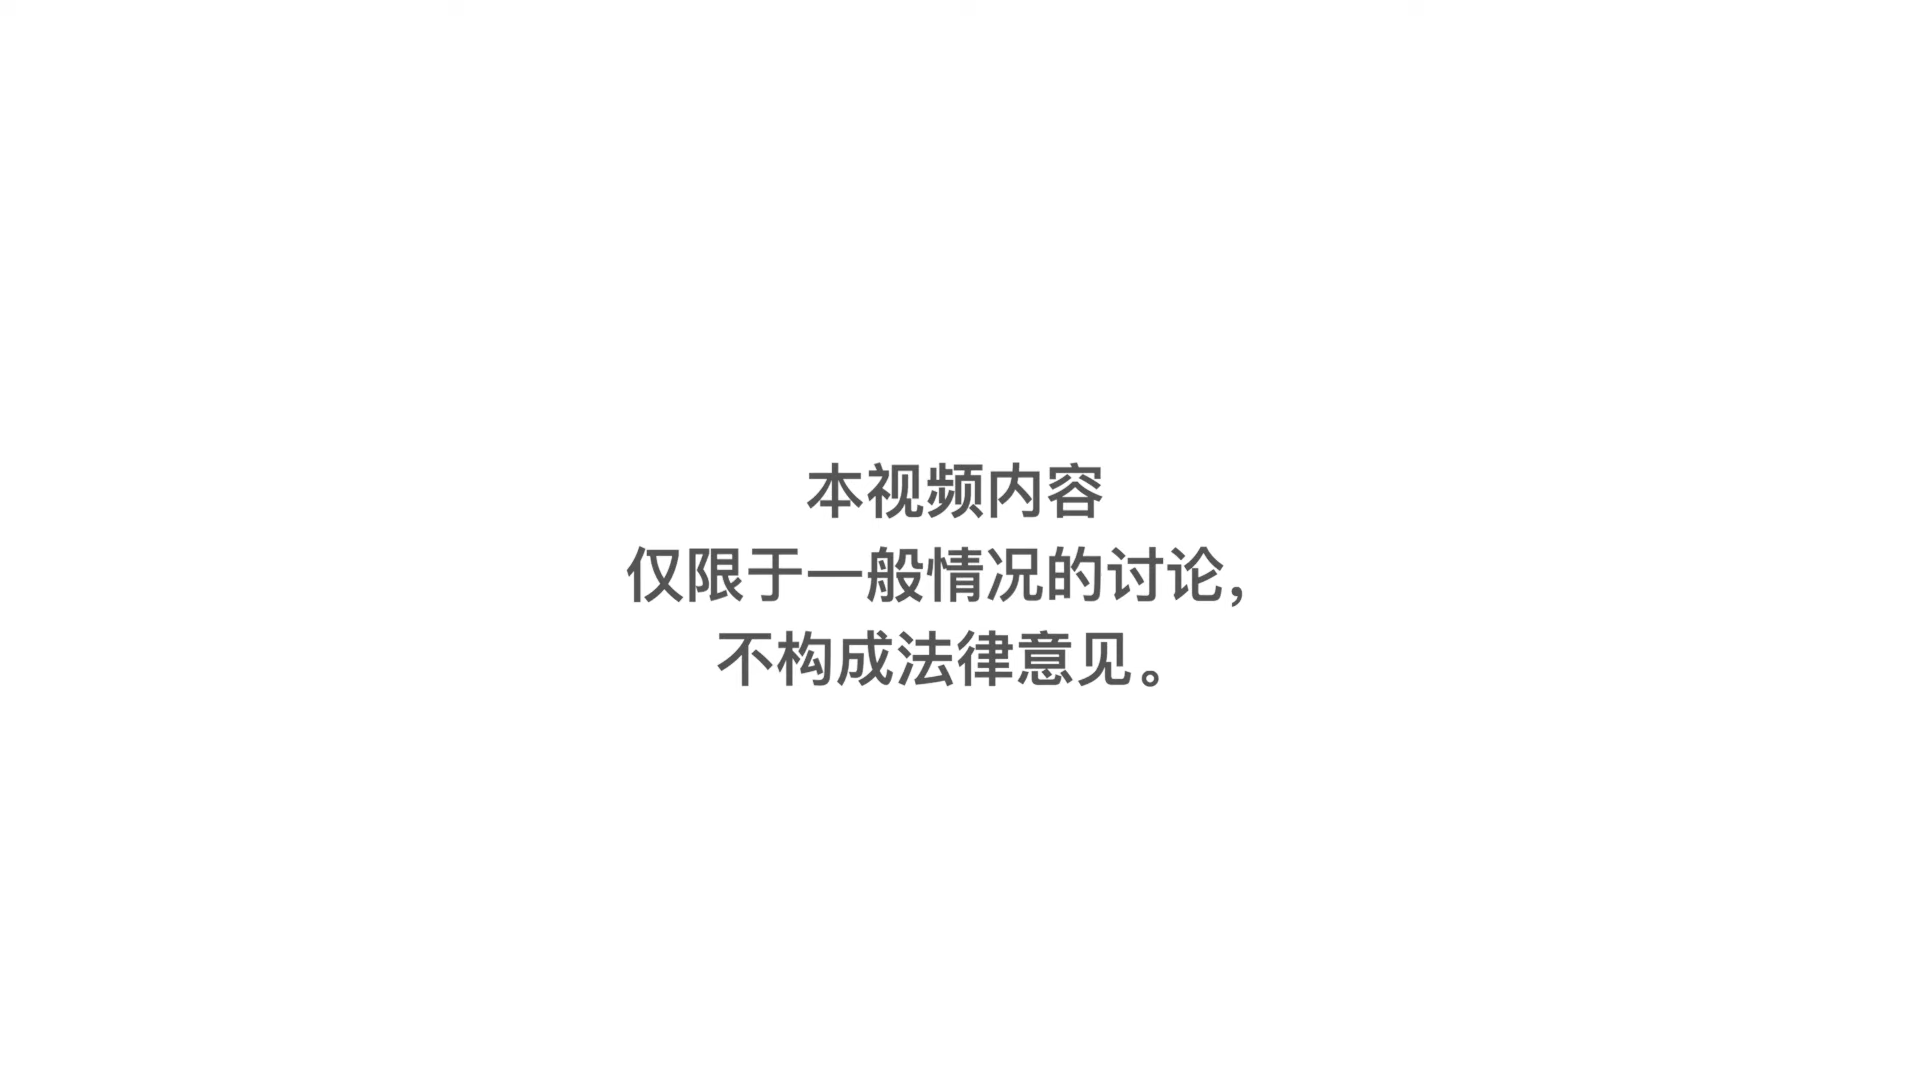 本视频内容
仅限于一般情况的讨论，
不构成法律意见。